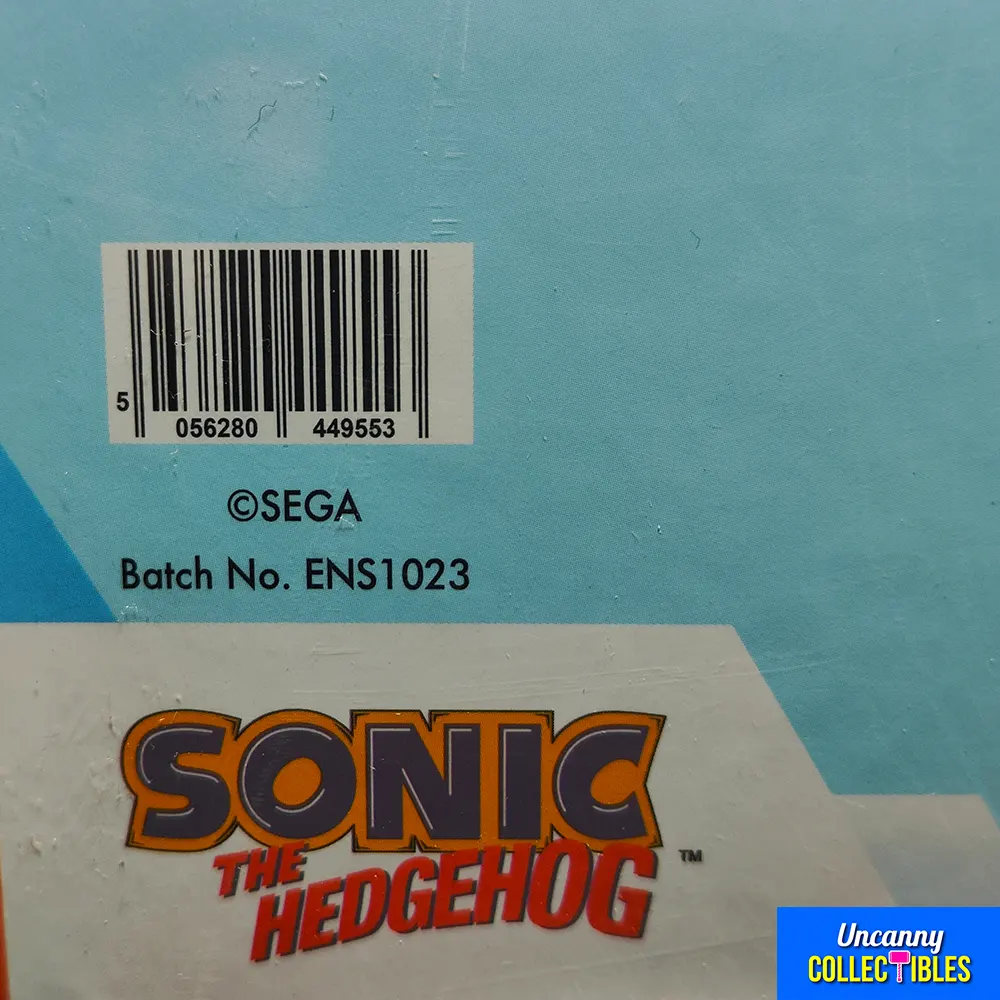 5 056280 449553
©SEGA
Batch No. ENS1023
SONIC
THE
HEDGEHOG ™
Uncanny
COLLECTIBLES